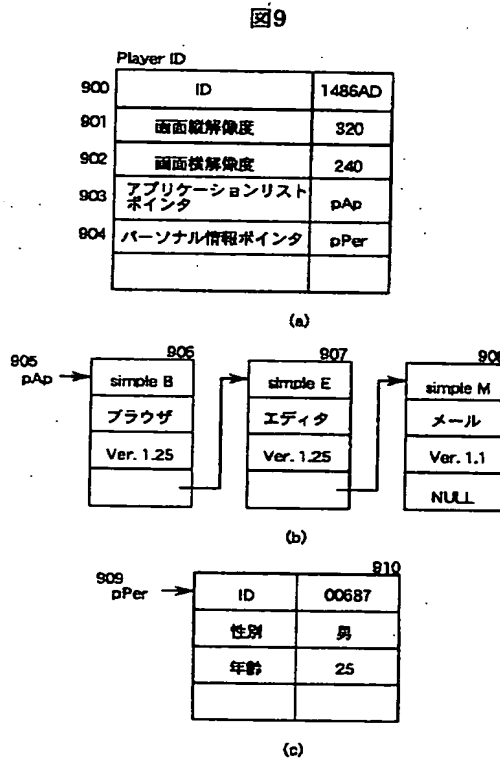 図9
Player ID
900 ID 1486AD
901 画面縦解像度 320
902 画面横解像度 240
903 アプリケーションリスト
ポインタ pAp
904 パーソナル情報ポインタ pPer
(a)
905 pAp
906 907
simple B simple E simple M
ブラウザ エディタ メール
Ver. 1.25 Ver. 1.25 Ver. 1.1
NULL
(b)
909 pPer
910
ID 00687
性別 男
年齢 25
(c)